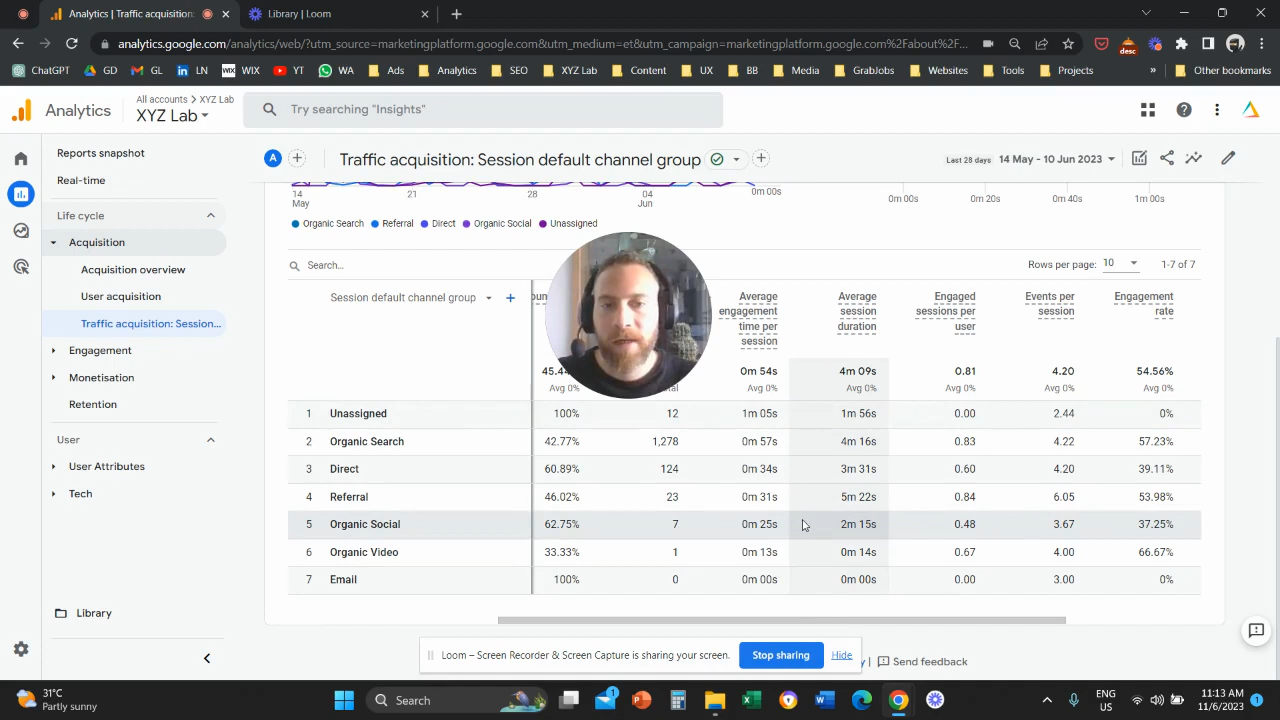 Analytics | Traffic acquisition:
Library | Loom
analytics.google.com/analytics/web/?utm_source=marketingplatform.google.com&utm_medium=et&utm_campaign=marketingplatform.google.com%2Fabout%2F...
desc
ChatGPT GD GL LN WIX YT WA Ads Analytics SEO XYZ Lab Content UX BB Media GrabJobs Websites Tools Projects » Other bookmarks
Analytics
All accounts > XYZ Lab
XYZ Lab
Try searching "Insights"
Reports snapshot
Real-time
Life cycle
Acquisition
Acquisition overview
User acquisition
Traffic acquisition: Session...
Engagement
Monetisation
Retention
User
User Attributes
Tech
Library
A
Traffic acquisition: Session default channel group
Last 28 days 14 May - 10 Jun 2023
14 21 28 04 0m 00s
May Jun
0m 00s 0m 20s 0m 40s 1m 00s
Organic Search Referral Direct Organic Social Unassigned
Search...
Rows per page: 10 1-7 of 7
Session default channel group
Average engagement time per session
Average session duration
Engaged sessions per user
Events per session
Engagement rate
0m 54s 4m 09s 0.81 4.20 54.56%
Avg 0% Avg 0% Avg 0% Avg 0% Avg 0% Avg 0%
1 Unassigned 100% 12 1m 05s 1m 56s 0.00 2.44 0%
2 Organic Search 42.77% 1,278 0m 57s 4m 16s 0.83 4.22 57.23%
3 Direct 60.89% 124 0m 34s 3m 31s 0.60 4.20 39.11%
4 Referral 46.02% 23 0m 31s 5m 22s 0.84 6.05 53.98%
5 Organic Social 62.75% 7 0m 25s 2m 15s 0.48 3.67 37.25%
6 Organic Video 33.33% 1 0m 13s 0m 14s 0.67 4.00 66.67%
7 Email 100% 0 0m 00s 0m 00s 0.00 3.00 0%
Loom – Screen Recorder & Screen Capture is sharing your screen. Stop sharing Hide
Send feedback
31°C
Partly sunny
Search
1
ENG
US
11:13 AM
11/6/2023
1